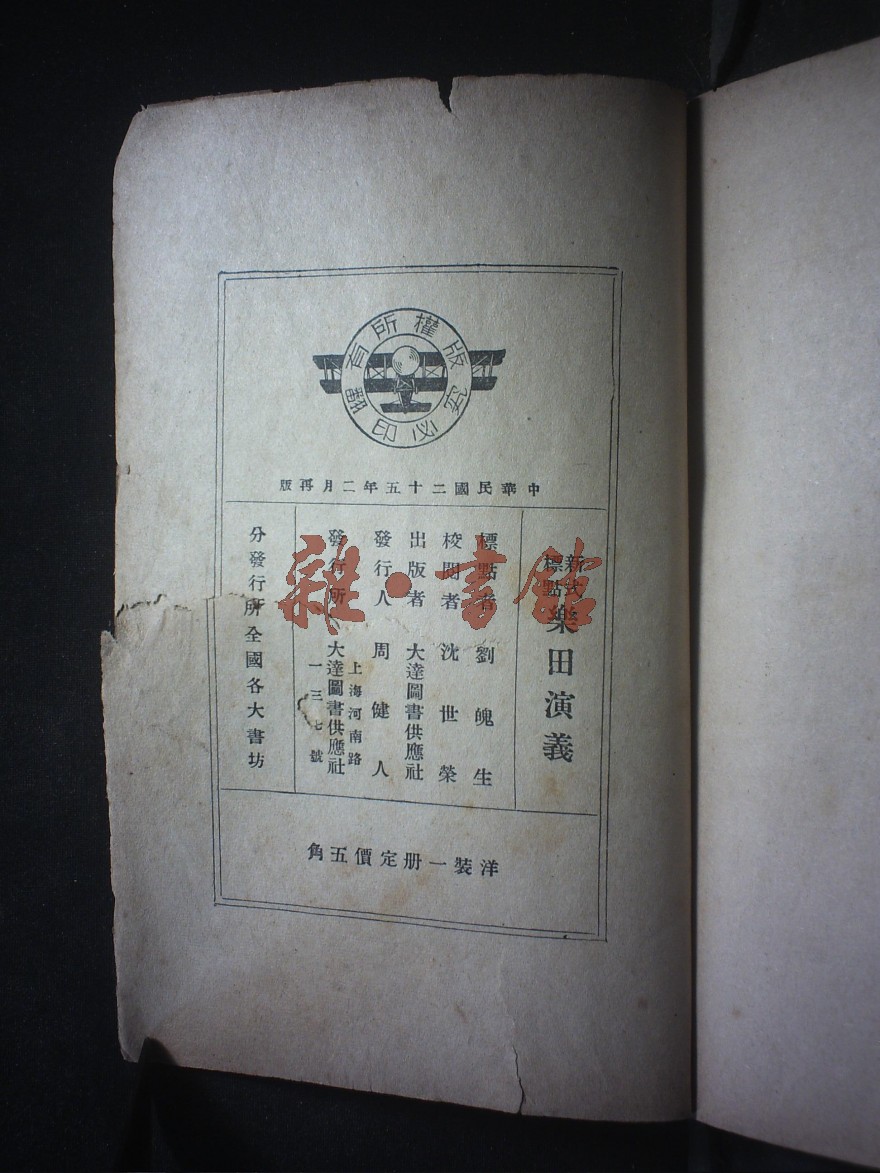 版權所有
翻印必究
中華民國二十五年二月再版
新式標點 樂田演義
標點者 劉魄生
校閱者 沈世榮
出版者 大達圖書供應社
發行人 周健人
上海河南路
發行所 大達圖書供應社
一三七號
分發行所 全國各大書坊
洋裝一册定價五角
雜·書館